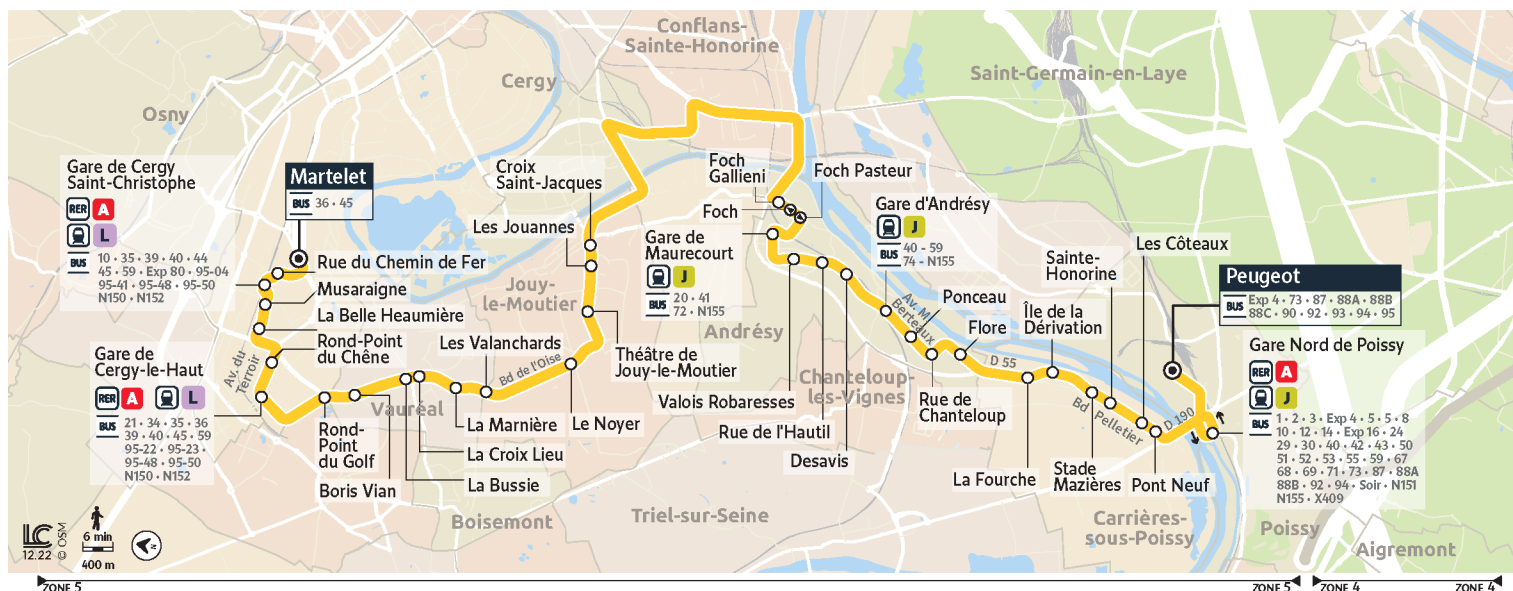 Conflans-
Sainte-Honorine
Cergy
Saint-Germain-en-Laye
Osny
Gare de Cergy
Saint-Christophe
RER A
L
BUS
10 • 35 • 39 • 40 • 44
45 • 59 • Exp 80 • 95-04
95-41 • 95-48 • 95-50
N150 • N152
Martelet
BUS 36 • 45
Rue du Chemin de Fer
Musaraigne
La Belle Heaumière
Rond-Point
du Chêne
Av. du
Terroir
Gare de
Cergy-le-Haut
RER A L
BUS
21 • 34 • 35 • 36
39 • 40 • 45 • 59
95-22 • 95-23 •
95-48 • 95-50
N150 • N152
Rond-
Point
du Golf
Boris Vian
Vauréal
La Bussie
La Croix Lieu
La Marnière
Les Valanchards
Bd de l'Oise
Le Noyer
Théâtre de
Jouy-le-Moutier
Jouy-
le-Moutier
Les Jouannes
Croix
Saint-Jacques
Boisemont
Foch
Gallieni
Foch Pasteur
Foch
Gare de
Maurecourt
J
BUS
20 • 41
72 • N155
Andrésy
Valois Robaresses
Rue de l'Hautil
Desavis
Triel-sur-Seine
Gare d'Andrésy
J
BUS
40 - 59
74 - N155
Av. M.
Berteaux
Ponceau
Flore
Chanteloup-
les-Vignes
Rue de
Chanteloup
D 55
Île de la
Dérivation
La Fourche
Sainte-
Honorine
Les Côteaux
Stade
Mazières
Bd Pelletier
Pont Neuf
D 190
Carrières-
sous-Poissy
Peugeot
BUS
Exp 4 • 73 • 87 • 88A • 88B
88C • 90 • 92 • 93 • 94 • 95
Gare Nord de Poissy
RER A
J
BUS
1 • 2 • 3 • Exp 4 • 5 • 5 • 8
10 • 12 • 14 • Exp 16 • 24
29 • 30 • 40 • 42 • 43 • 50
51 • 52 • 53 • 55 • 59 • 67
68 • 69 • 71 • 73 • 87 • 88A
88B • 92 • 94 • Soir • N151
N155 • X409
Poissy
Aigremont
LC
12.22
© OSM
6 min
400 m
N
ZONE 5
ZONE 5
ZONE 4
ZONE 4